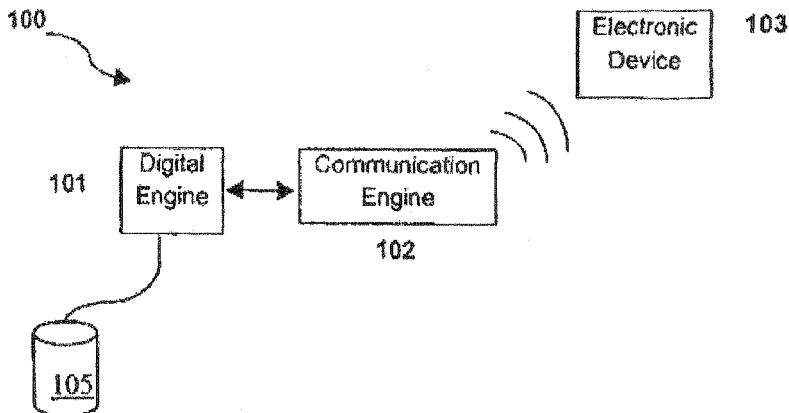 100
Electronic
Device
103
101
Digital
Engine
Communication
Engine
102
105